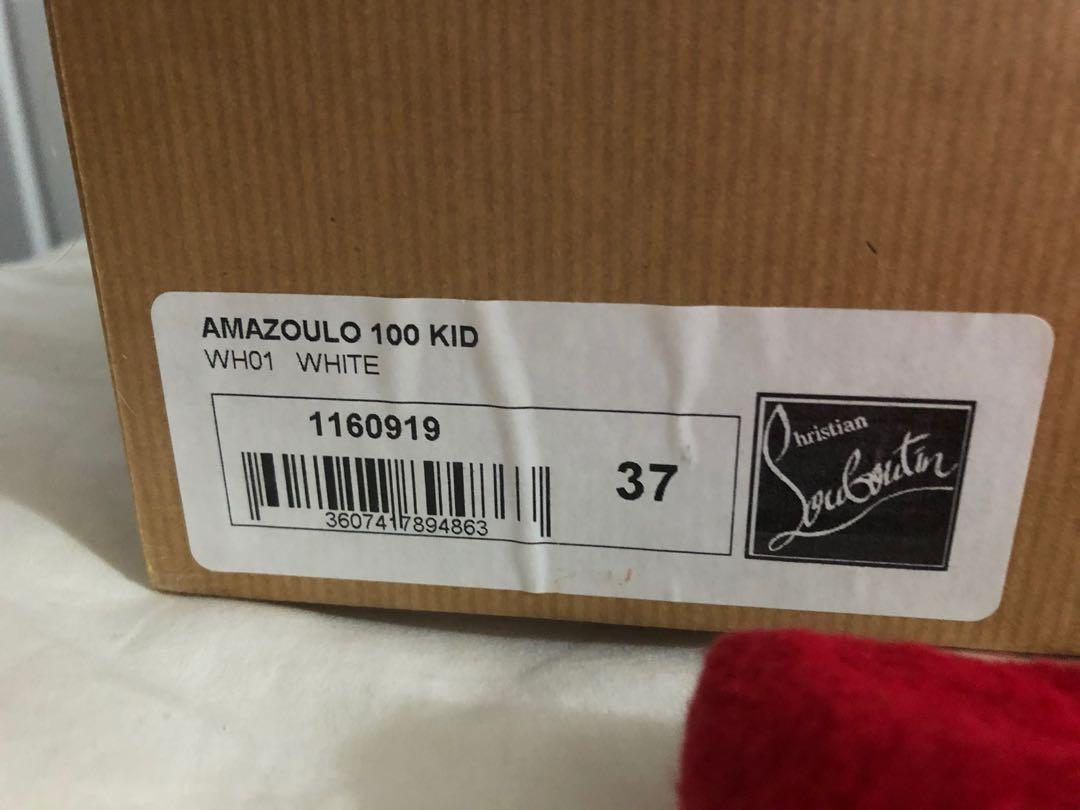 AMAZOULO 100 KID
WH01 WHITE
1160919
3607417894863
37
Christian
Louboutin